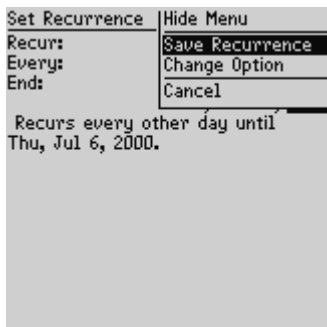 Set Recurrence
Hide Menu
Recur:
Save Recurrence
Every:
Change Option
End:
Cancel
Recurs every other day until
Thu, Jul 6, 2000.